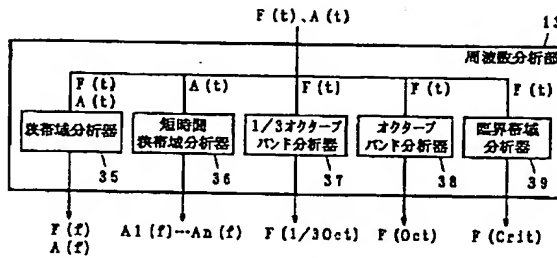 F(t)、A(t)
13
周波数分析部
F(t)
A(t)
A(t)
F(t)
F(t)
F(t)
狭帯域分析器
短時間
狭帯域分析器
1/3オクターブ
バンド分析器
オクターブ
バンド分析器
臨界帯域
分析器
35
36
37
38
39
F(f)
A(f)
A1(f)…An(f)
F(1/3Oct)
F(Oct)
F(Crit)